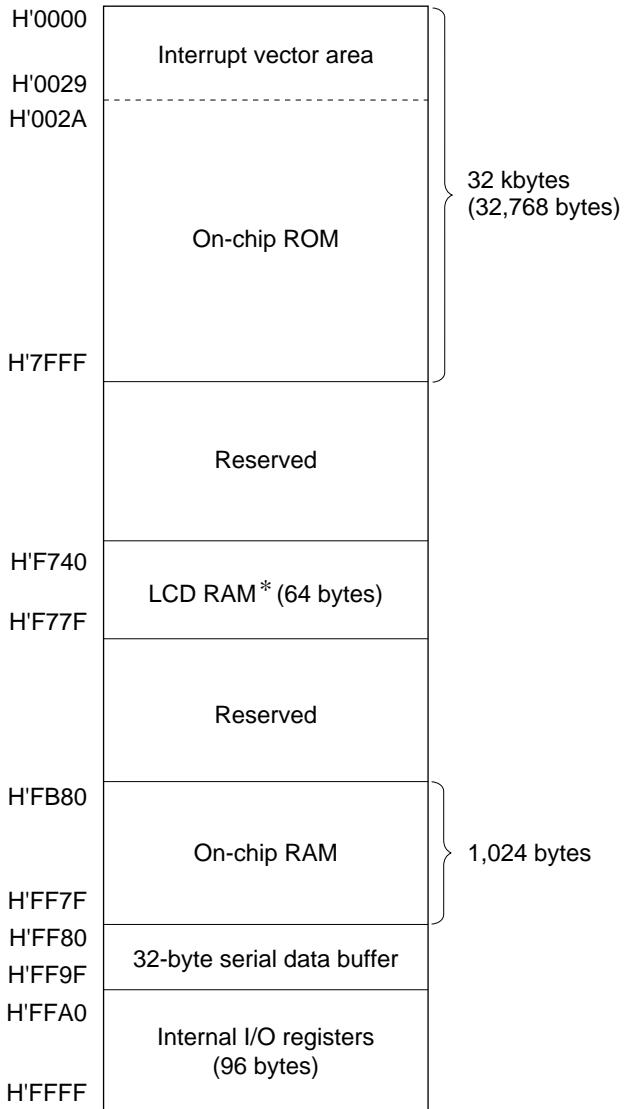 H'0000
Interrupt vector area
H'0029
H'002A
32 kbytes
(32,768 bytes)
On-chip ROM
H'7FFF
Reserved
H'F740
LCD RAM* (64 bytes)
H'F77F
Reserved
H'FB80
On-chip RAM
1,024 bytes
H'FF7F
H'FF80
32-byte serial data buffer
H'FF9F
H'FFA0
Internal I/O registers
(96 bytes)
H'FFFF